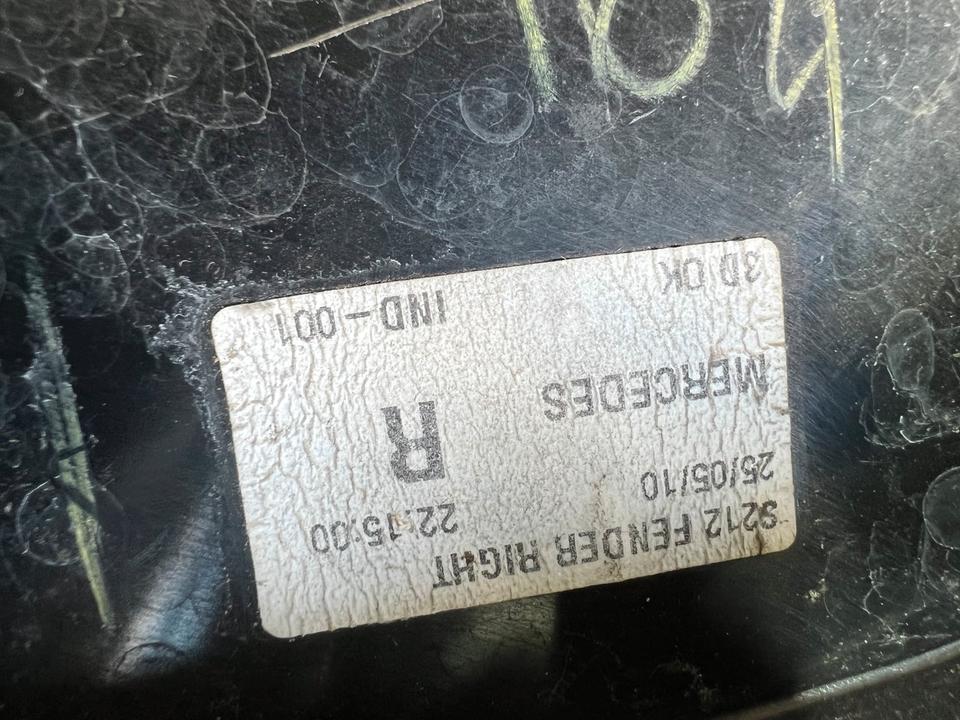 S212 FENDER RIGHT
25/05/10 22:15:00
MERCEDES R
3D OK IND-001